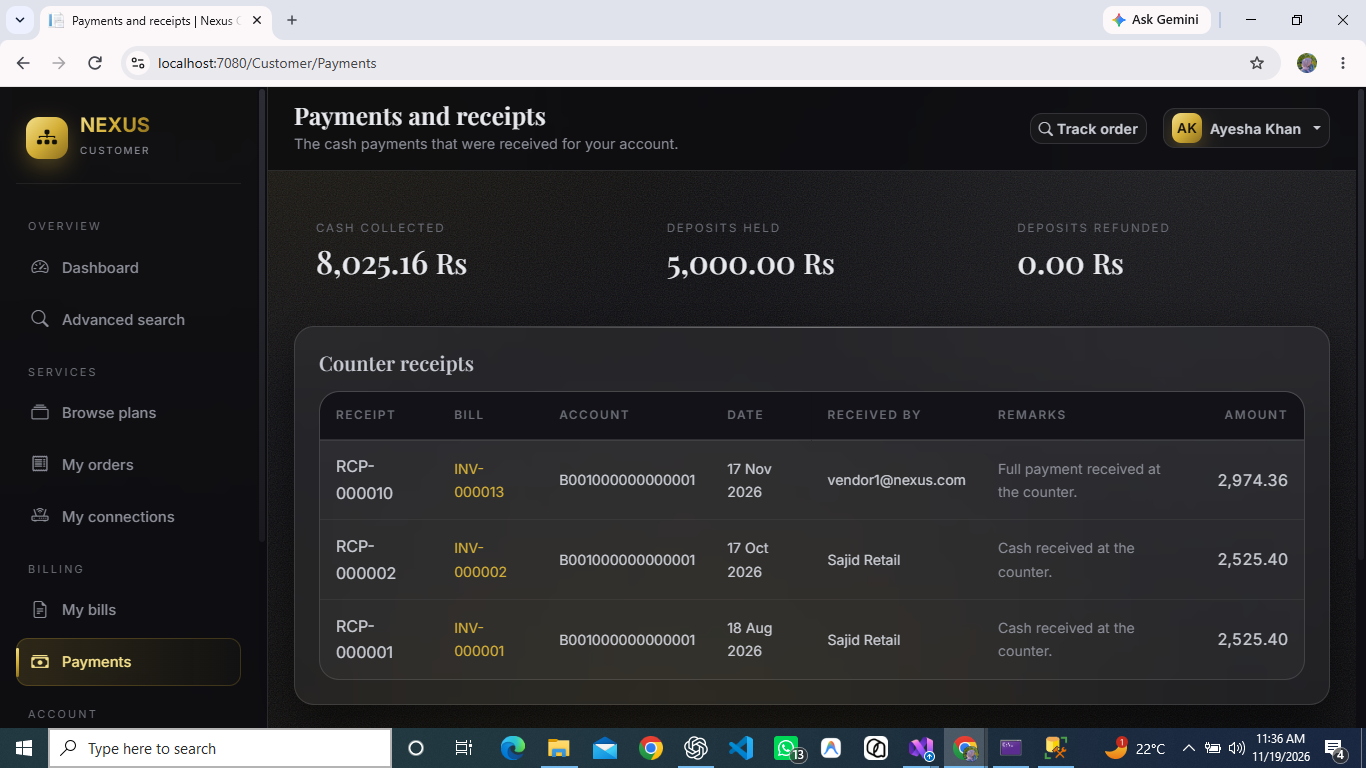 Payments and receipts | Nexus C
Ask Gemini
localhost:7080/Customer/Payments
NEXUS
CUSTOMER
OVERVIEW
Dashboard
Advanced search
SERVICES
Browse plans
My orders
My connections
BILLING
My bills
Payments
ACCOUNT
Payments and receipts
The cash payments that were received for your account.
Track order
AK Ayesha Khan
CASH COLLECTED DEPOSITS HELD DEPOSITS REFUNDED
8,025.16 Rs 5,000.00 Rs 0.00 Rs
Counter receipts
RECEIPT BILL ACCOUNT DATE RECEIVED BY REMARKS AMOUNT
RCP-
000010
INV-
000013
B001000000000001
17 Nov
2026
vendor1@nexus.com
Full payment received at
the counter.
2,974.36
RCP-
000002
INV-
000002
B001000000000001
17 Oct
2026
Sajid Retail
Cash received at the
counter.
2,525.40
RCP-
000001
INV-
000001
B001000000000001
18 Aug
2026
Sajid Retail
Cash received at the
counter.
2,525.40
Type here to search
13
1
22°C
11:36 AM
11/19/2026
4